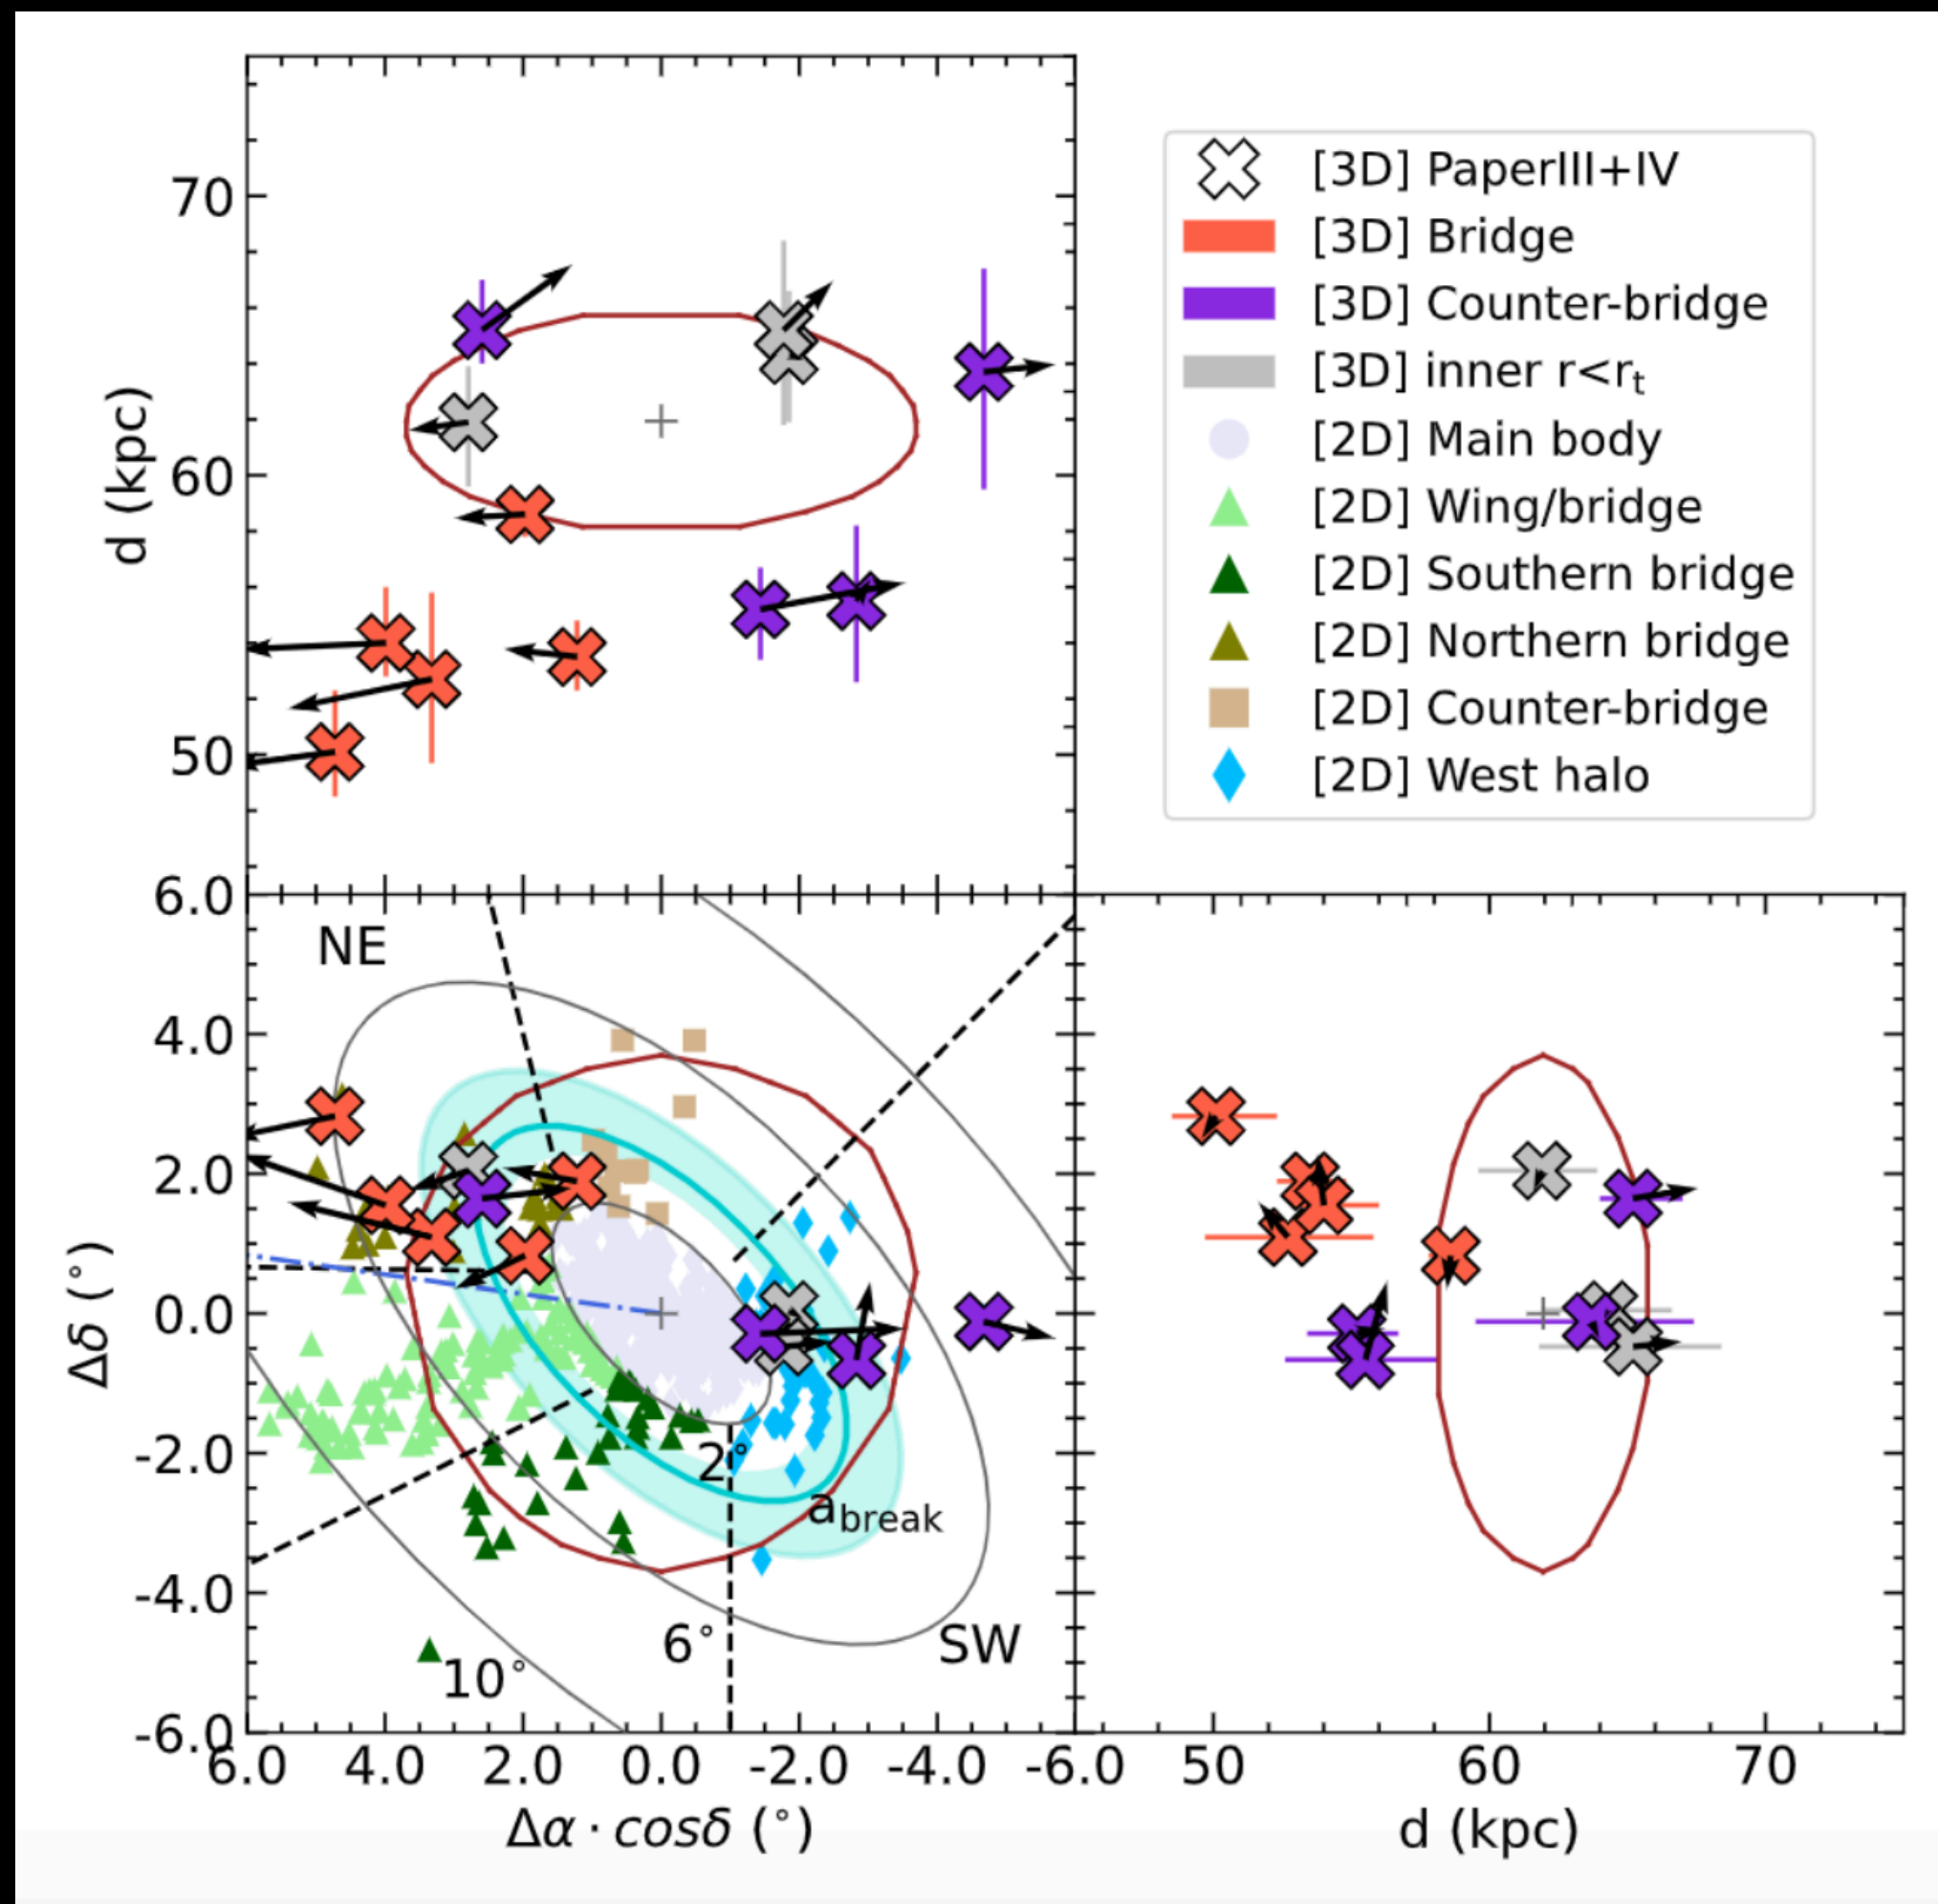 70
60
50
d (kpc)
[3D] PaperIII+IV
[3D] Bridge
[3D] Counter-bridge
[3D] inner r<rt
[2D] Main body
[2D] Wing/bridge
[2D] Southern bridge
[2D] Northern bridge
[2D] Counter-bridge
[2D] West halo
6.0
4.0
2.0
0.0
-2.0
-4.0
-6.0
Δδ (°)
NE
2°
abreak
6°
SW
10°
6.0 4.0 2.0 0.0 -2.0 -4.0 -6.0 50 60 70
Δα · cosδ (°) d (kpc)